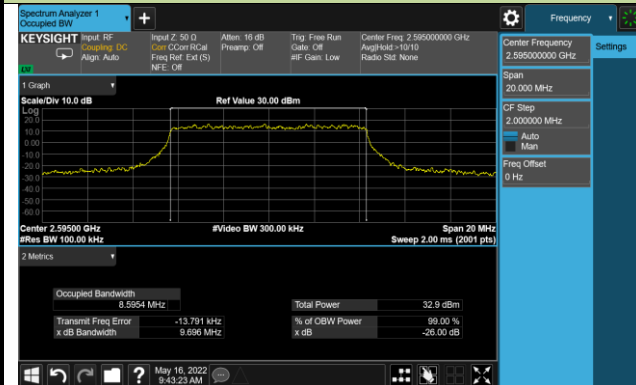 Spectrum Analyzer 1
Occupied BW
Frequency
KEYSIGHT
Input: RF
Coupling: DC
Align: Auto
Input Z: 50 Ω
Corr CCorr RCal
Freq Ref: Ext (S)
NFE: Off
Atten: 16 dB
Preamp: Off
Trig: Free Run
Gate: Off
#IF Gain: Low
Center Freq: 2.595000000 GHz
Avg|Hold:>10/10
Radio Std: None
Center Frequency
2.595000000 GHz
Settings
Span
20.000 MHz
CF Step
2.000000 MHz
Auto
Man
Freq Offset
0 Hz
1 Graph
Scale/Div 10.0 dB
Ref Value 30.00 dBm
Log
20.0
10.0
0.00
-10.0
-20.0
-30.0
-40.0
-50.0
-60.0
Center 2.59500 GHz
#Video BW 300.00 kHz
Span 20 MHz
#Res BW 100.00 kHz
Sweep 2.00 ms (2001 pts)
2 Metrics
Occupied Bandwidth
8.5954 MHz
Total Power
32.9 dBm
Transmit Freq Error
-13.791 kHz
% of OBW Power
99.00 %
x dB Bandwidth
9.696 MHz
x dB
-26.00 dB
?
May 16, 2022
9:43:23 AM